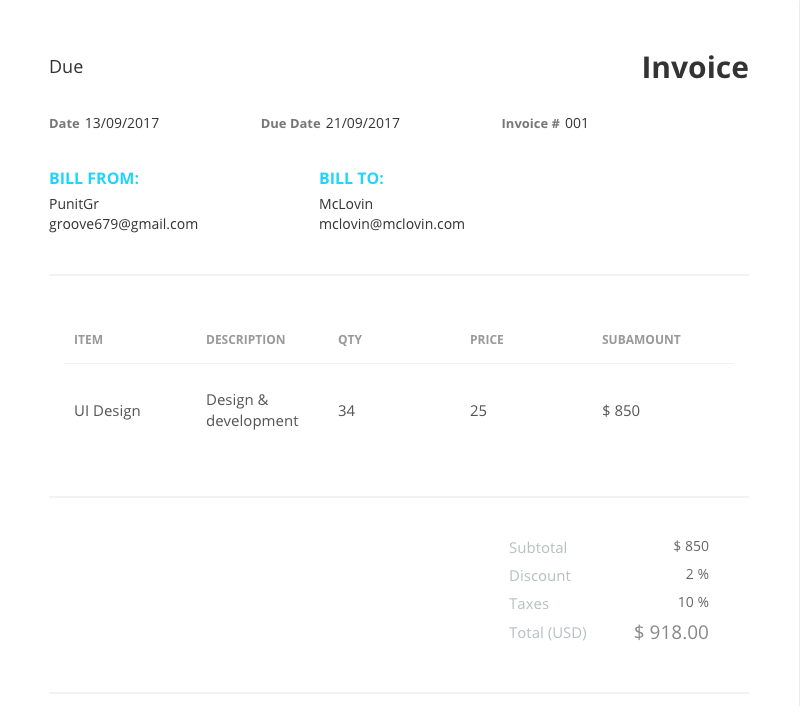 Due
Invoice
Date 13/09/2017
Due Date 21/09/2017
Invoice # 001
BILL FROM:
PunitGr
groove679@gmail.com
BILL TO:
McLovin
mclovin@mclovin.com
ITEM DESCRIPTION QTY PRICE SUBAMOUNT
UI Design
Design &
development
34
25
$ 850
Subtotal $ 850
Discount 2 %
Taxes 10 %
Total (USD) $ 918.00